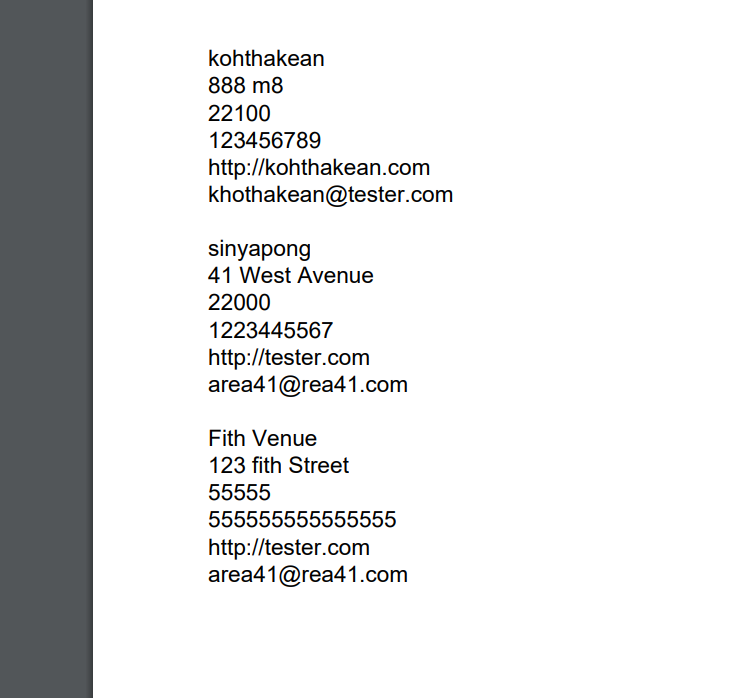 kohthakean
888 m8
22100
123456789
http://kohthakean.com
khothakean@tester.com
sinyapong
41 West Avenue
22000
1223445567
http://tester.com
area41@rea41.com
Fith Venue
123 fith Street
55555
555555555555555
http://tester.com
area41@rea41.com